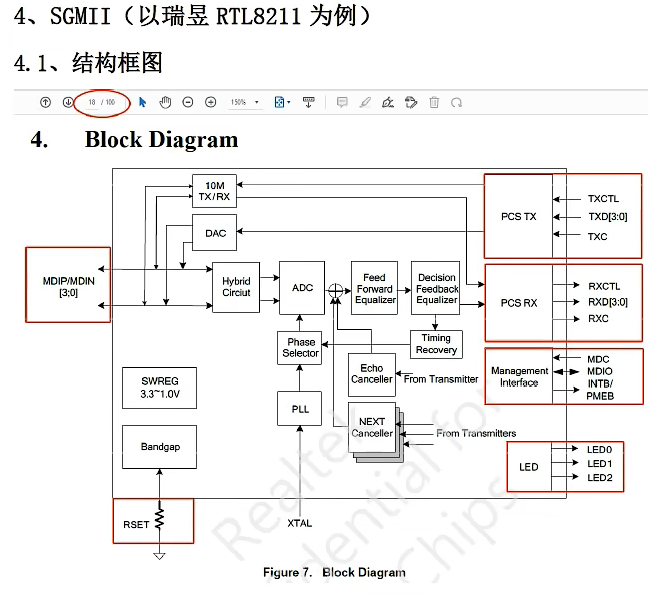 4、SGMII（以瑞昱 RTL8211 为例）
4.1、结构框图
18 / 100
150%
4. Block Diagram
10M
TX/RX
DAC
PCS TX
TXCTL
TXD[3:0]
TXC
MDIP/MDIN
[3;0]
Hybrid
Circiut
ADC
Feed
Forward
Equalizer
Decision
Feedback
Equalizer
PCS RX
RXCTL
RXD[3:0]
RXC
Phase
Selector
Timing
Recovery
SWREG
3.3~1.0V
Echo
Canceller
From Transmitter
Management
Interface
MDC
MDIO
INTB/
PMEB
PLL
NEXT
Canceller
From Transmitters
Bandgap
LED
LED0
LED1
LED2
RSET
XTAL
Realtek
Chips
Figure 7. Block Diagram